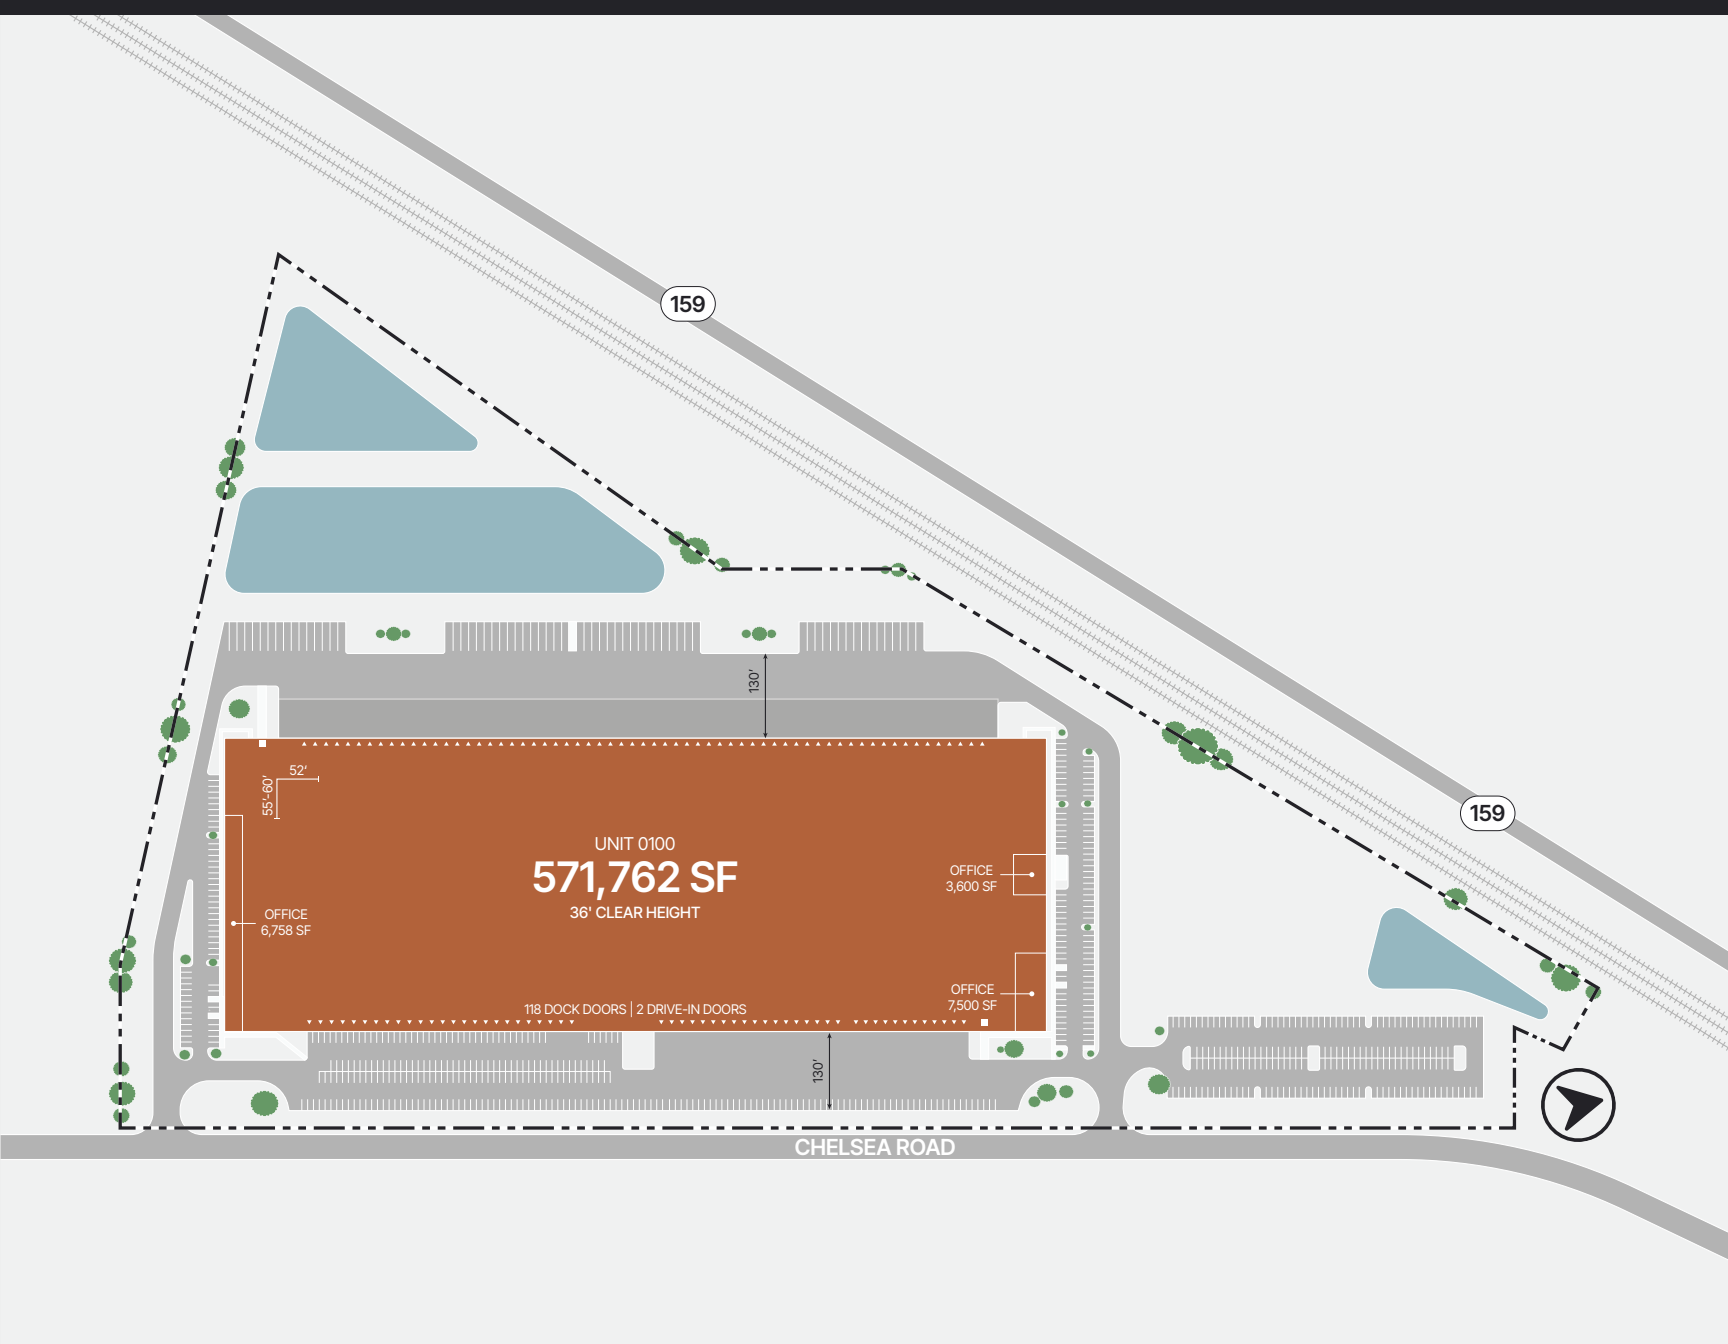 159
130'
52'
55'-60'
UNIT 0100
571,762 SF
36' CLEAR HEIGHT
159
OFFICE
3,600 SF
OFFICE
6,758 SF
OFFICE
7,500 SF
118 DOCK DOORS | 2 DRIVE-IN DOORS
130'
CHELSEA ROAD